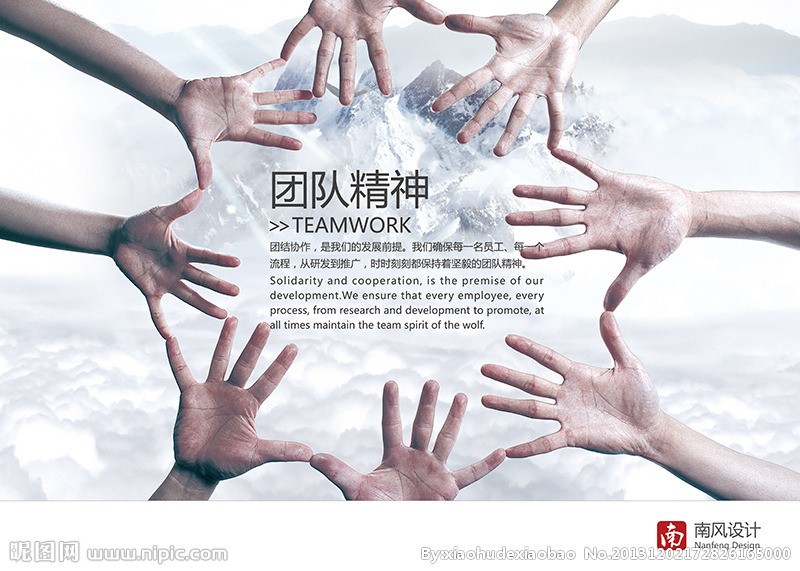 团队精神
>> TEAMWORK
团结协作，是我们的发展前提。我们确保每一名员工、每一个
流程，从研发到推广，时时刻刻都保持着坚毅的团队精神。
Solidarity and cooperation, is the premise of our
development.We ensure that every employee, every
process, from research and development to promote, at
all times maintain the team spirit of the wolf.
南 南风设计
Nanfeng Design
昵图网 www.nipic.com
By:xiaohudexiaobao No.20131202172826165000